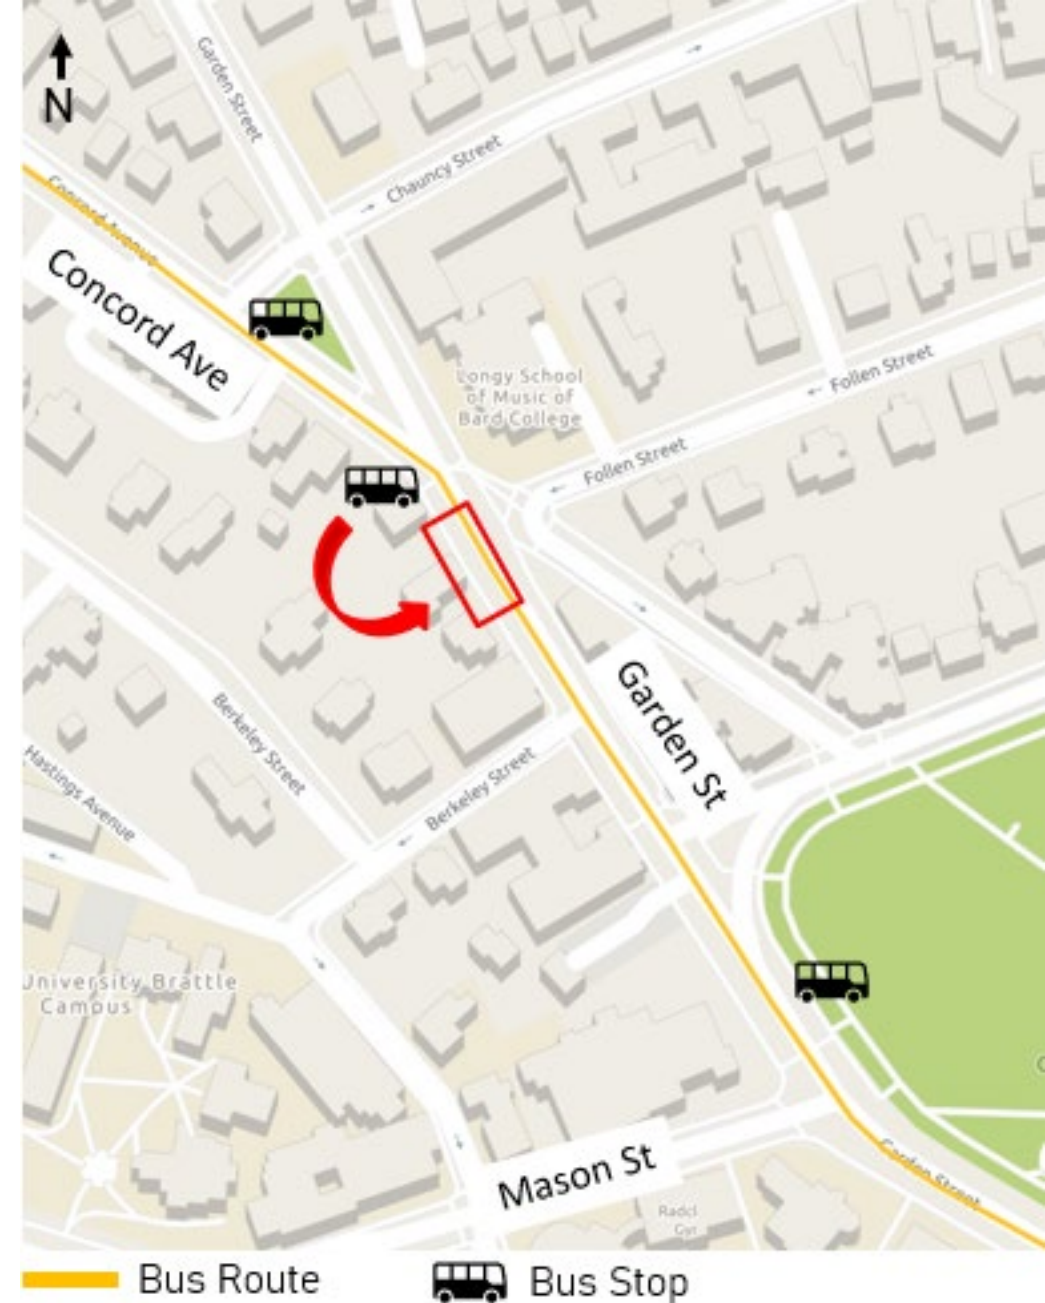 N
Garden Street
Chauncy Street
Concord Avenue
Concord Ave
Longy School
of Music of
Bard College
Follen Street
Follen Street
Garden St
Berkeley Street
Berkeley Street
Hastings Avenue
University Brattle
Campus
Mason St
Garden Street
Radcl
Gyr
Bus Route
Bus Stop